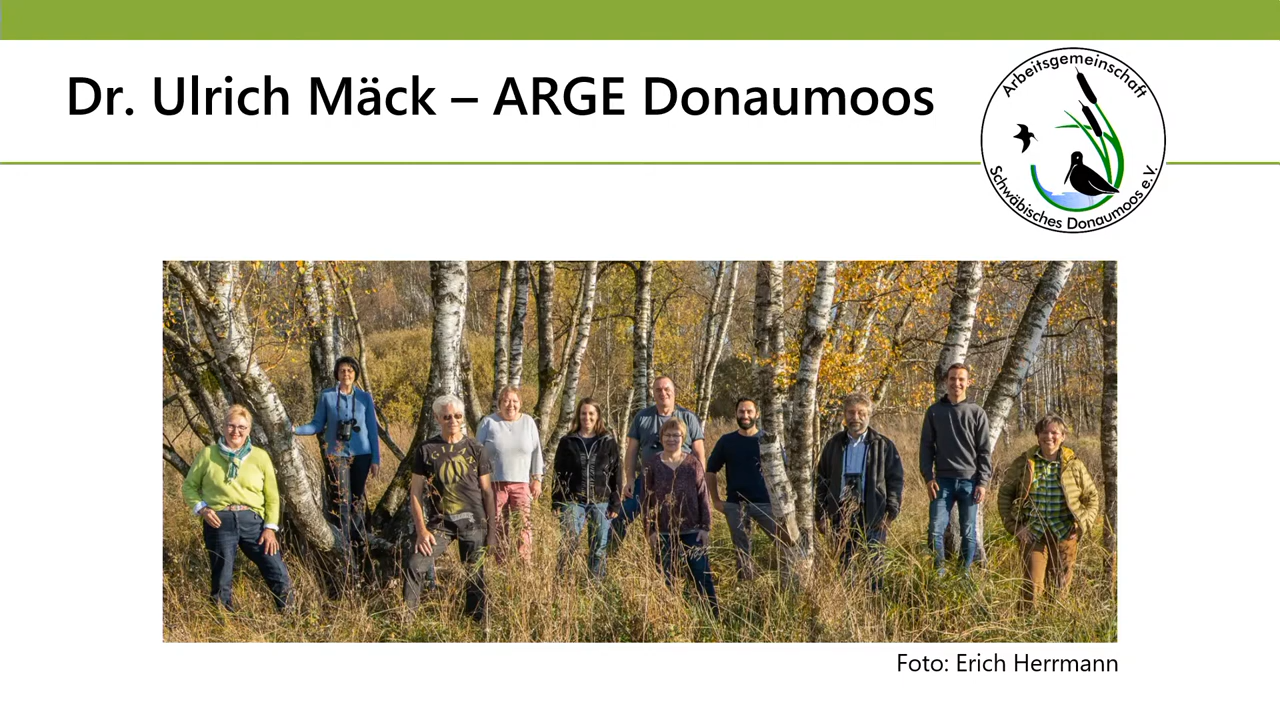 Dr. Ulrich Mäck – ARGE Donaumoos
Arbeitsgemeinschaft
Schwäbisches Donaumoos e.V.
Foto: Erich Herrmann